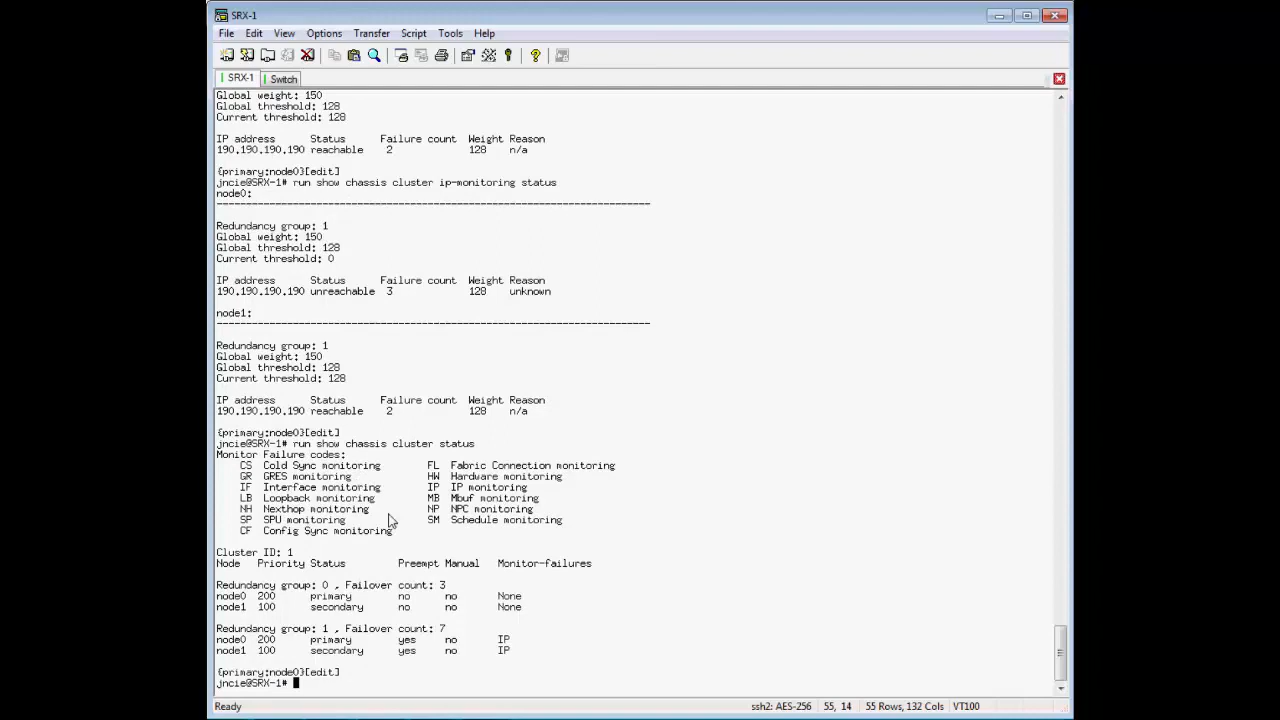 SRX-1
File Edit View Options Transfer Script Tools Help
SRX-1 Switch
Global weight: 150
Global threshold: 128
Current threshold: 128
IP address Status Failure count Weight Reason
190.190.190.190 reachable 2 128 n/a
{primary:node0}[edit]
jncie@SRX-1# run show chassis cluster ip-monitoring status
node0:
--------------------------------------------------------------------------
Redundancy group: 1
Global weight: 150
Global threshold: 128
Current threshold: 0
IP address Status Failure count Weight Reason
190.190.190.190 unreachable 3 128 unknown
node1:
--------------------------------------------------------------------------
Redundancy group: 1
Global weight: 150
Global threshold: 128
Current threshold: 128
IP address Status Failure count Weight Reason
190.190.190.190 reachable 2 128 n/a
{primary:node0}[edit]
jncie@SRX-1# run show chassis cluster status
Monitor Failure codes:
CS Cold Sync monitoring FL Fabric Connection monitoring
GR GRES monitoring HW Hardware monitoring
IF Interface monitoring IP IP monitoring
LB Loopback monitoring MB Mbuf monitoring
NH Nexthop monitoring NP NPC monitoring
SP SPU monitoring SM Schedule monitoring
CF Config Sync monitoring
Cluster ID: 1
Node Priority Status Preempt Manual Monitor-failures
Redundancy group: 0 , Failover count: 3
node0 200 primary no no None
node1 100 secondary no no None
Redundancy group: 1 , Failover count: 7
node0 200 primary yes no IP
node1 100 secondary yes no IP
{primary:node0}[edit]
jncie@SRX-1#
Ready ssh2: AES-256 55, 14 55 Rows, 132 Cols VT100